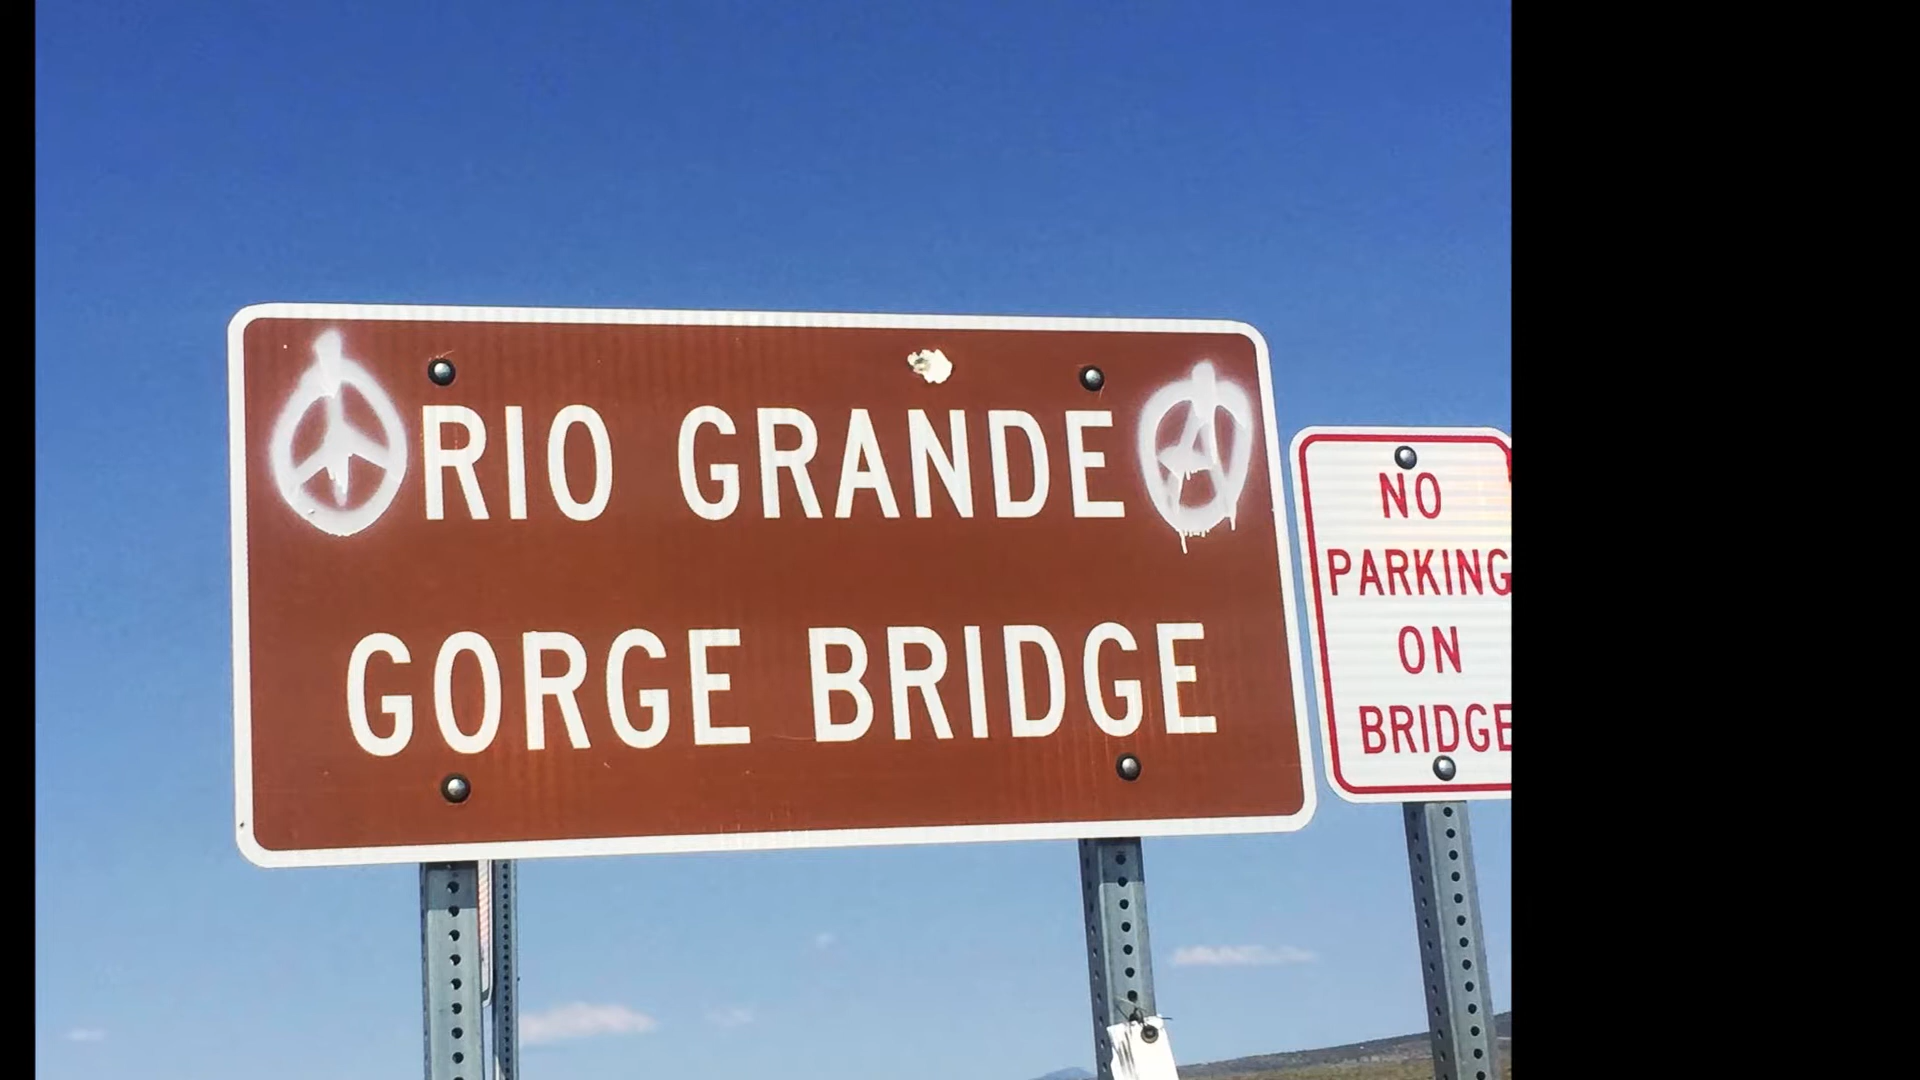 RIO GRANDE
GORGE BRIDGE
NO
PARKING
ON
BRIDGE